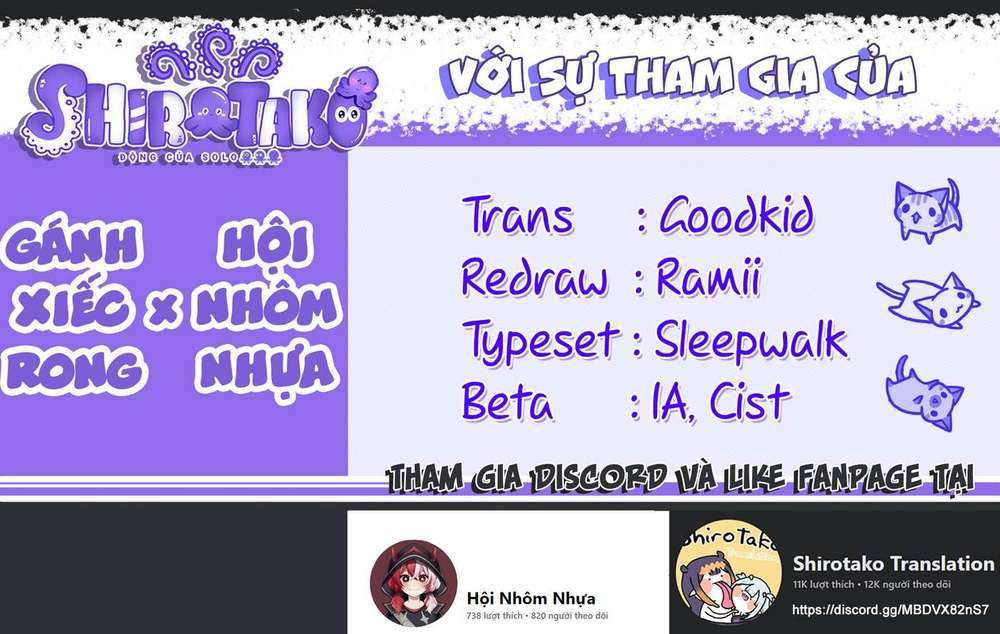 SHIROTAKO
ĐỘNG CỦA SOLO
VỚI SỰ THAM GIA CỦA
GÁNH HỘI
XIẾC x NHÔM
RONG NHỰA
Trans : Goodkid
Redraw : Ramii
Typeset : Sleepwalk
Beta : IA, Cist
THAM GIA DISCORD VÀ LIKE FANPAGE TẠI
Hội Nhôm Nhựa
738 lượt thích • 820 người theo dõi
ShiroTako
Translation
Shirotako Translation
11K lượt thích • 12K người theo dõi
https://discord.gg/MBDVX82nS7